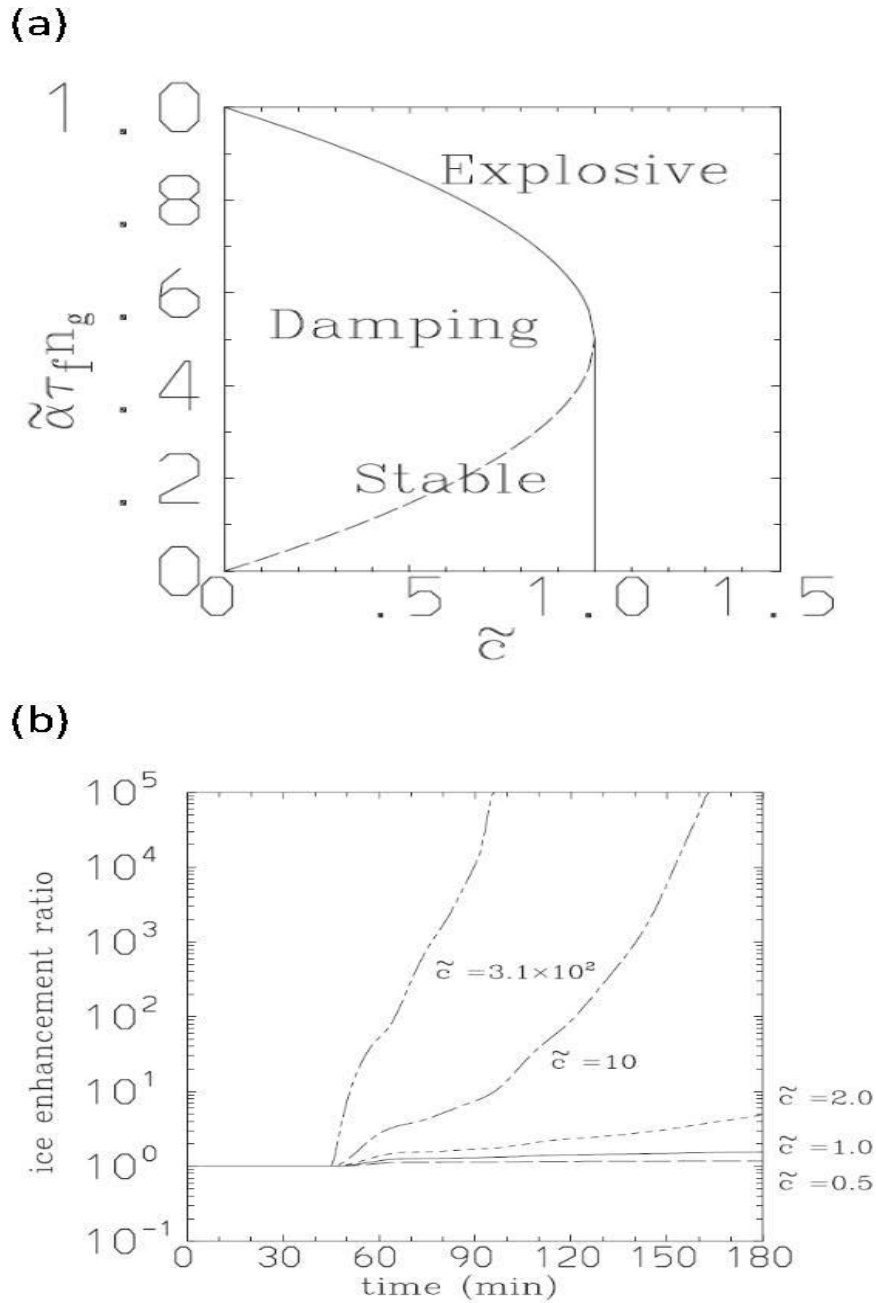 (a)
1.0
Explosive
.8
.6
Damping
α̃τ_f n_g
.4
Stable
.2
0
0 .5 1.0 1.5
c̃
(b)
10⁵
10⁴
10³
c̃ =3.1×10²
10²
c̃ =10
10¹
c̃ =2.0
ice enhancement ratio
c̃ =1.0
10⁰
c̃ =0.5
10⁻¹
0 30 60 90 120 150 180
time (min)